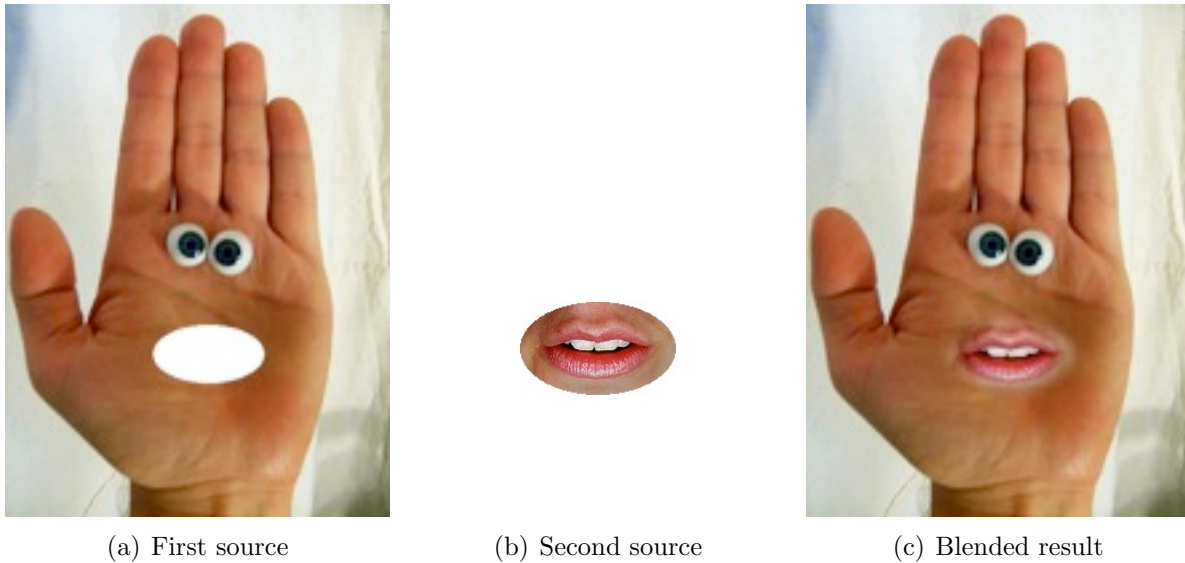 (a) First source
(b) Second source
(c) Blended result